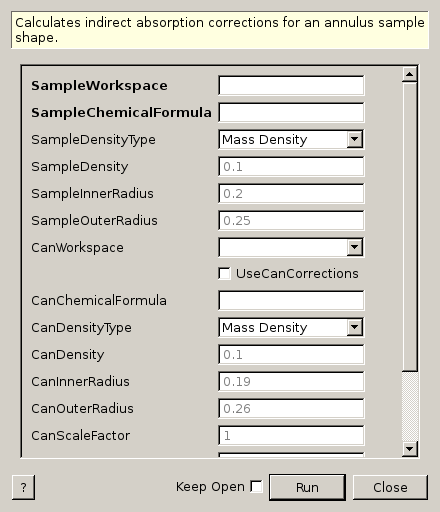 Calculates indirect absorption corrections for an annulus sample
shape.
SampleWorkspace
SampleChemicalFormula
SampleDensityType Mass Density
SampleDensity 0.1
SampleInnerRadius 0.2
SampleOuterRadius 0.25
CanWorkspace
UseCanCorrections
CanChemicalFormula
CanDensityType Mass Density
CanDensity 0.1
CanInnerRadius 0.19
CanOuterRadius 0.26
CanScaleFactor 1
? Keep Open Run Close